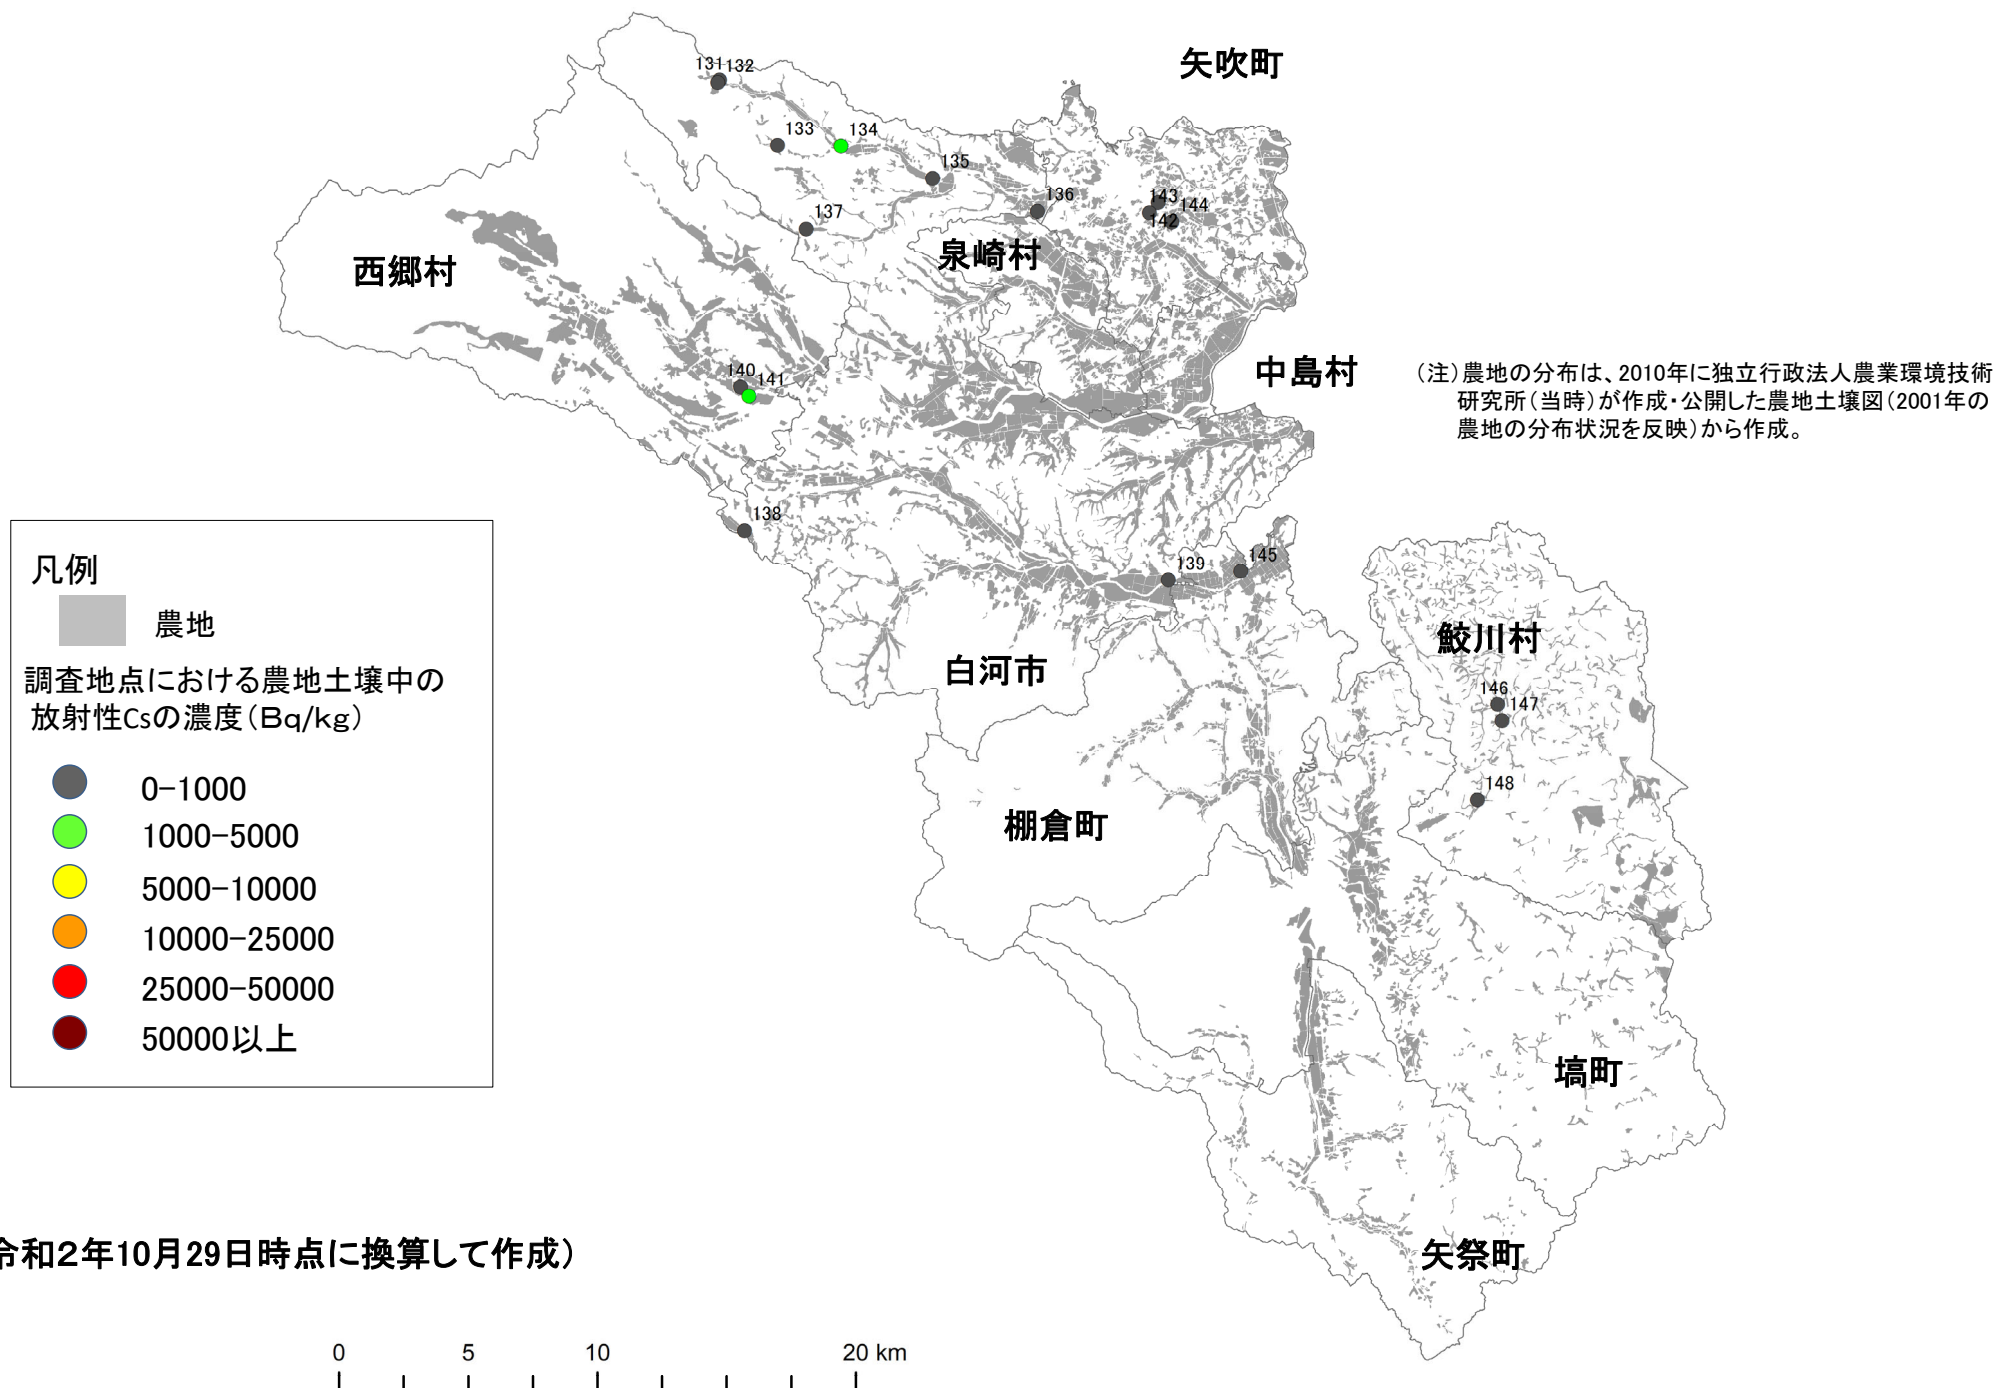 矢吹町
131 132
133
134
135
136
143
144
142
137
泉崎村
西郷村
中島村
140
141
(注)農地の分布は、2010年に独立行政法人農業環境技術
研究所(当時)が作成・公開した農地土壌図(2001年の
農地の分布状況を反映)から作成。
138
139
145
凡例
農地
調査地点における農地土壌中の
放射性Csの濃度(Bq/kg)
0-1000
1000-5000
5000-10000
10000-25000
25000-50000
50000以上
鮫川村
白河市
146
147
148
棚倉町
塙町
矢祭町
令和2年10月29日時点に換算して作成)
0 5 10 20 km